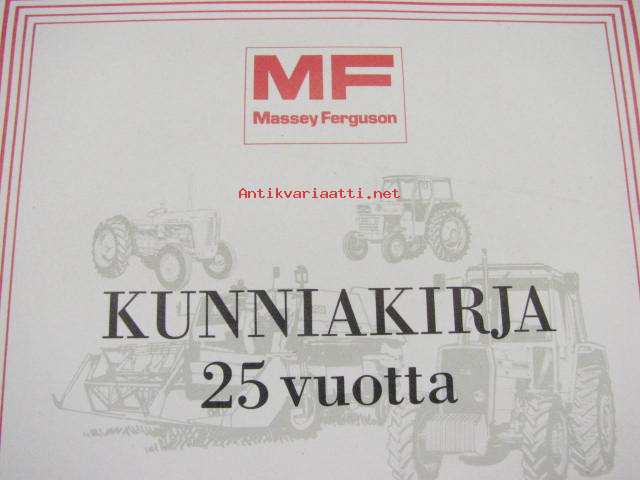 MF
Massey Ferguson
Antikvariaatti.net
KUNNIAKIRJA
25 vuotta